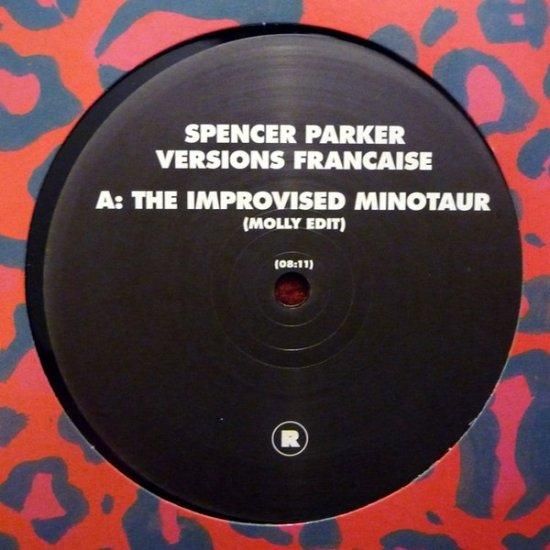 SPENCER PARKER
VERSIONS FRANCAISE
A: THE IMPROVISED MINOTAUR
(MOLLY EDIT)
(08:11)
R